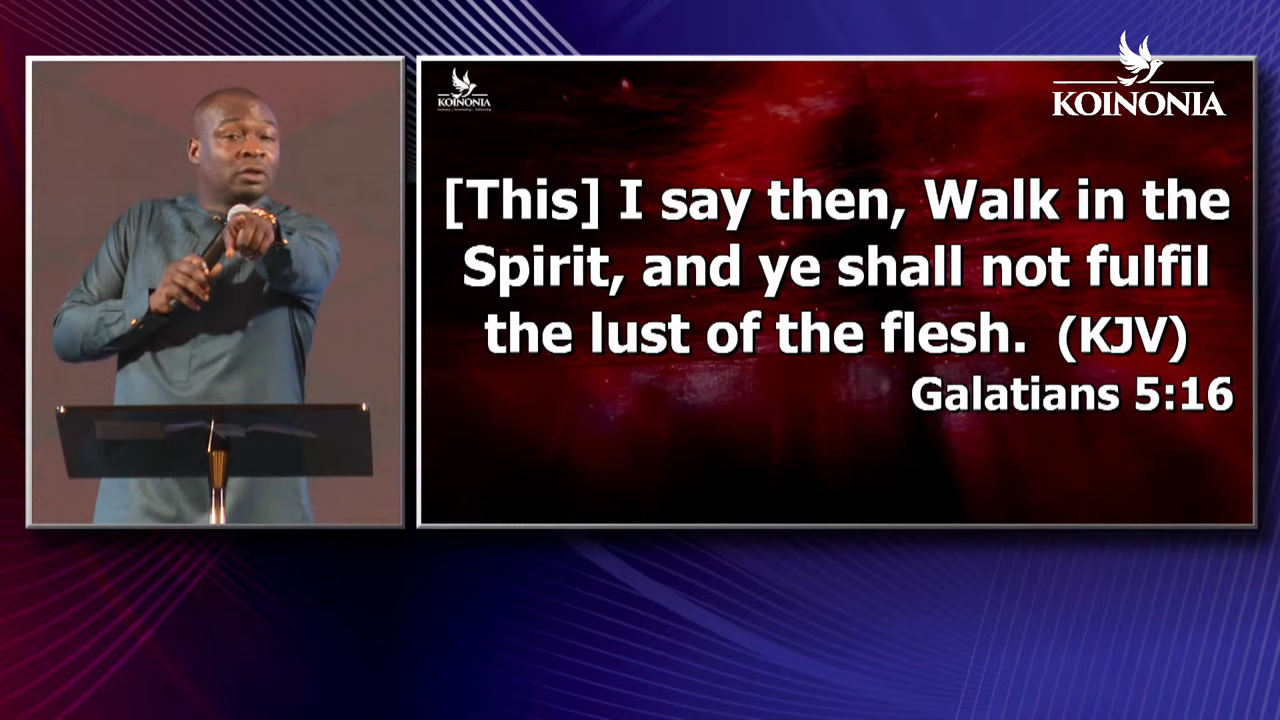 KOINONIA
KOINONIA
[This] I say then, Walk in the
Spirit, and ye shall not fulfil
the lust of the flesh. (KJV)
Galatians 5:16